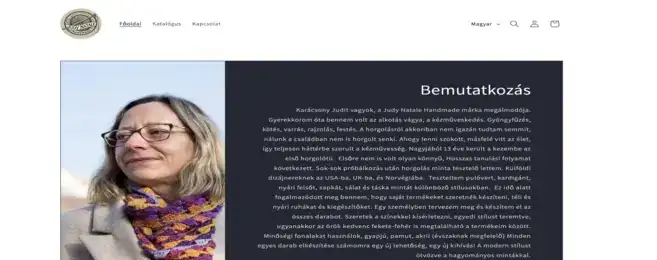 Főoldal
Katalógus
Kapcsolat
Magyar
Bemutatkozás
Karácsony Judit vagyok, a Judy Natale Handmade márka megálmodója.
Gyerekkorom óta bennem volt az alkotás vágya, a kézműveskedés. Gyöngyfűzés,
kötés, varrás, rajzolás, festés. A horgolásról akkoriban nem igazán tudtam semmit,
nálunk a családban nem is horgolt senki. Ahogy lenni szokott, másfelé vitt az élet,
így teljesen háttérbe szorult a kézművesség. Nagyjából 13 éve került a kezembe az
első horgolótű. Elsőre nem is volt olyan könnyű, Hosszas tanulási folyamat
következett. Sok-sok próbálkozás után horgolás minta tesztelő lettem. Külföldi
dizájnereknek az USA-ba, UK-ba, és Norvégiába. Teszteltem pulóvert, kardigánt,
nyári felsőt, sapkát, sálat és táska mintát különböző stílusokban. Ez idő alatt
fogalmazódott meg bennem, hogy saját termékeket szeretnék készíteni, téli és
nyári ruhákat és kiegészítőket. Egy személyben tervezem meg és készítem el az
összes darabot. Szeretek a színekkel kísértetezni, egyedi stílust teremtve,
ugyanakkor az örök kedvenc fekete-fehér is megtalálható a termékeim között.
Minőségi fonalakat használok, gyapjú, pamut, akril (évszaknak megfelelő) Minden
egyes darab elkészítése számomra egy új lehetőség, egy új kihívás! A modern stílust
ötvözve a hagyományos mintákkal.